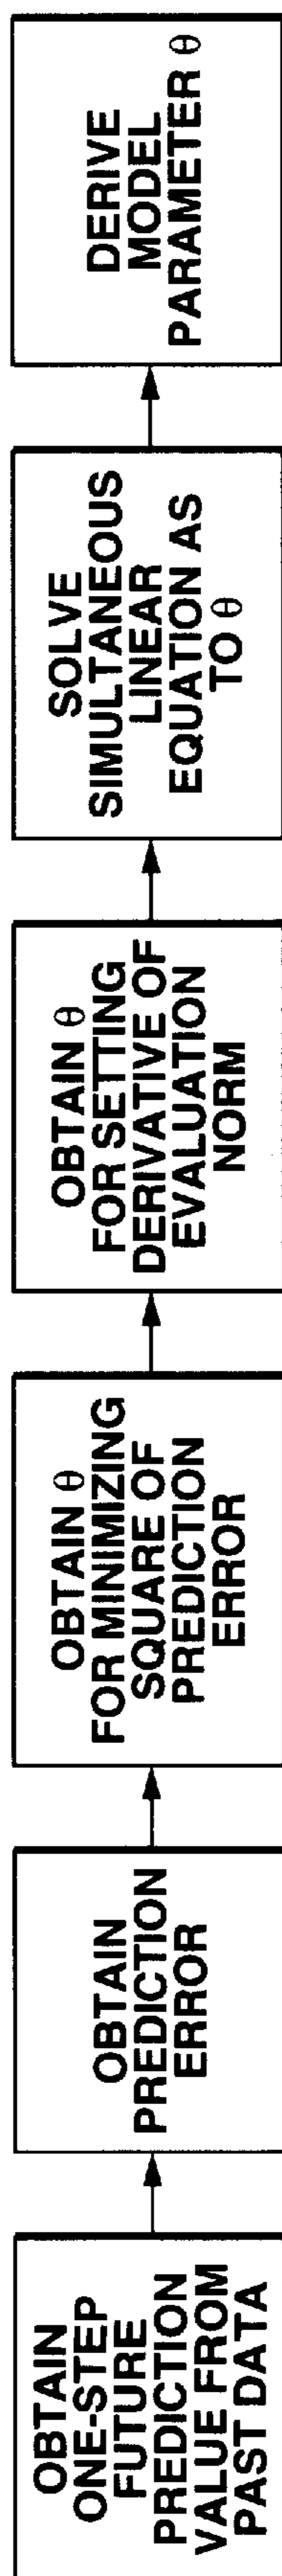 OBTAIN
ONE-STEP
FUTURE
PREDICTION
VALUE FROM
PAST DATA
OBTAIN
PREDICTION
ERROR
OBTAIN θ
FOR MINIMIZING
SQUARE OF
PREDICTION
ERROR
OBTAIN θ
FOR SETTING
DERIVATIVE OF
EVALUATION
NORM
SOLVE
SIMULTANEOUS
LINEAR
EQUATION AS
TO θ
DERIVE
MODEL
PARAMETER θ